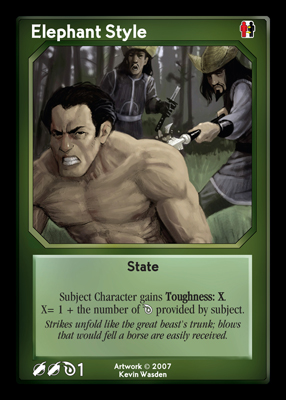 Elephant Style
State
Subject Character gains Toughness: X.
X= 1 + the number of provided by subject.
Strikes unfold like the great beast's trunk; blows
that would fell a horse are easily received.
1
Artwork © 2007
Kevin Wasden